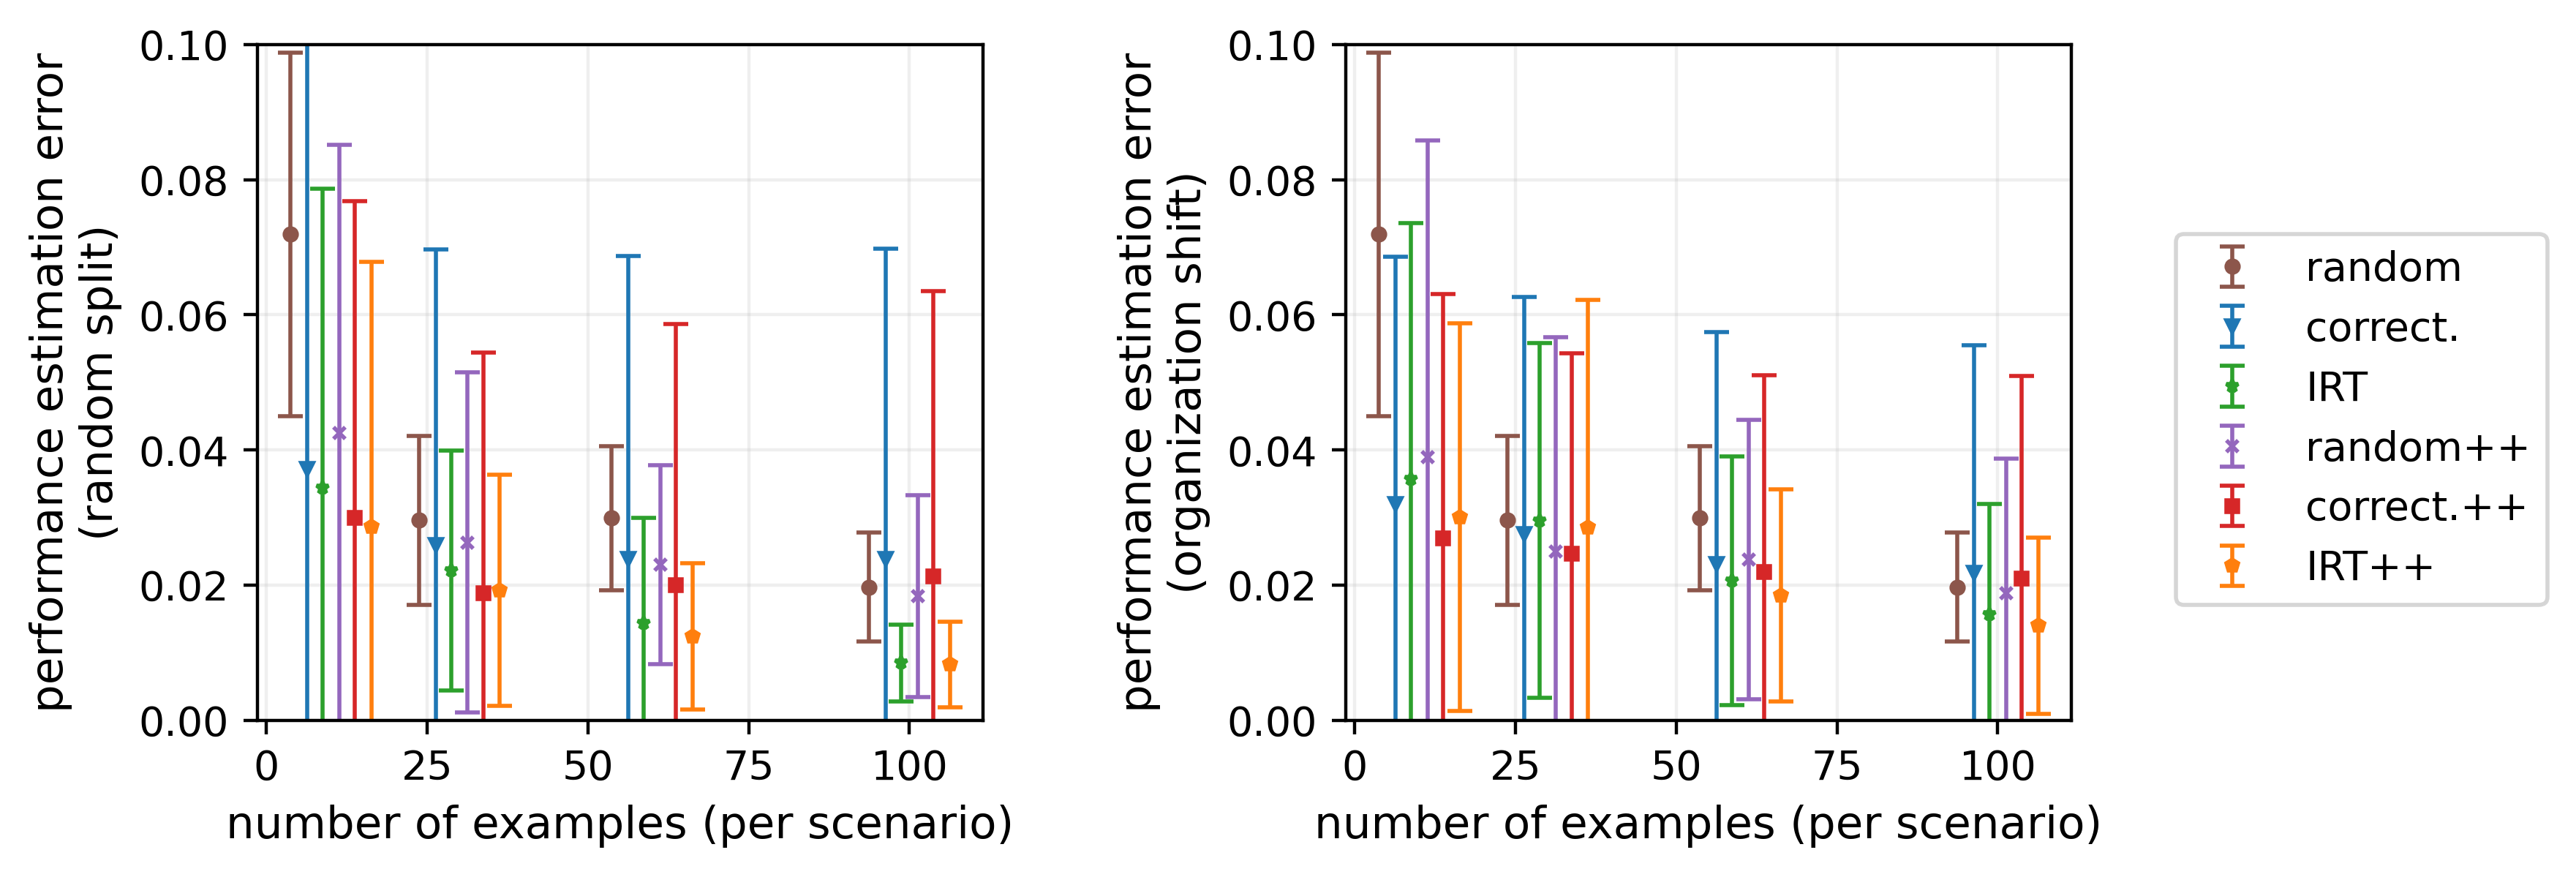 performance estimation error
(random split)
0.10
0.08
0.06
0.04
0.02
0.00
0 25 50 75 100
number of examples (per scenario)
performance estimation error
(organization shift)
0.10
0.08
0.06
0.04
0.02
0.00
0 25 50 75 100
number of examples (per scenario)
random
correct.
IRT
random++
correct.++
IRT++